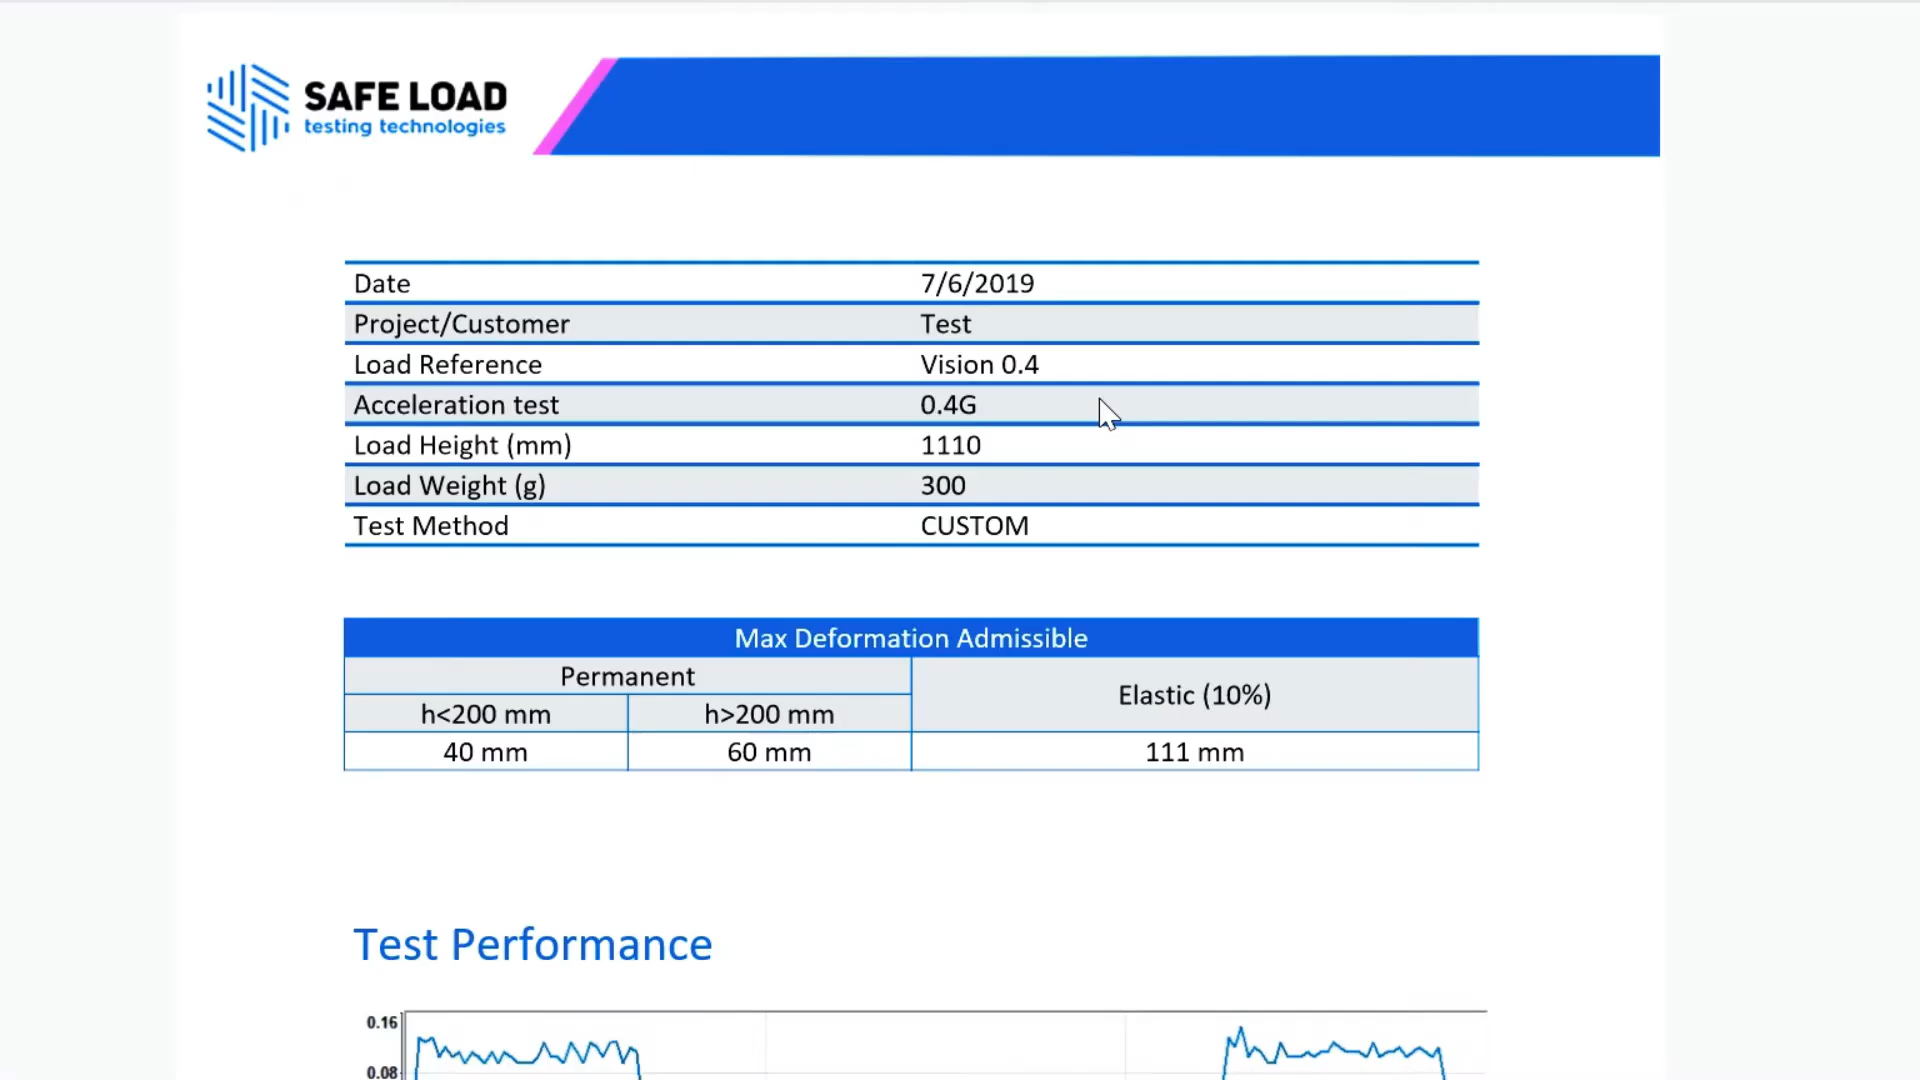 SAFE LOAD
testing technologies
Date 7/6/2019
Project/Customer Test
Load Reference Vision 0.4
Acceleration test 0.4G
Load Height (mm) 1110
Load Weight (g) 300
Test Method CUSTOM
Max Deformation Admissible
Permanent
Elastic (10%)
h<200 mm h>200 mm
40 mm 60 mm 111 mm
Test Performance
0.16
0.08